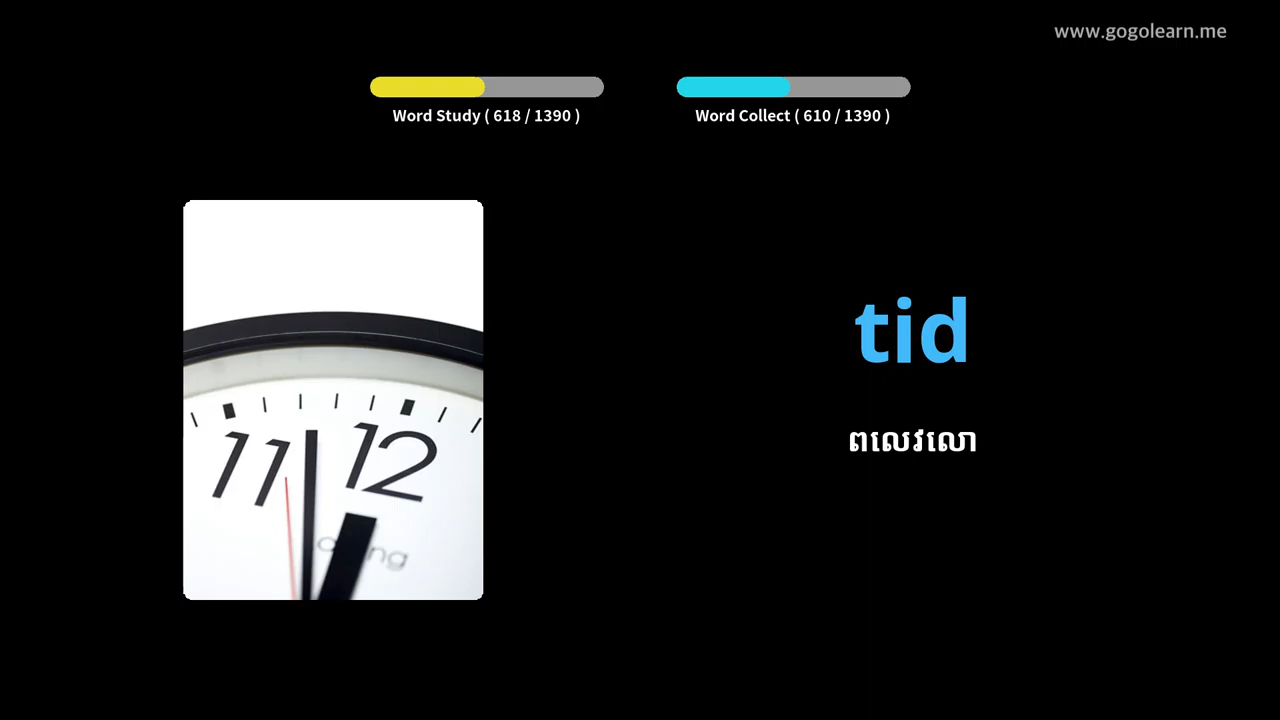 www.gogolearn.me
Word Study ( 618 / 1390 )
Word Collect ( 610 / 1390 )
11 12
tid
ពលេវលោ